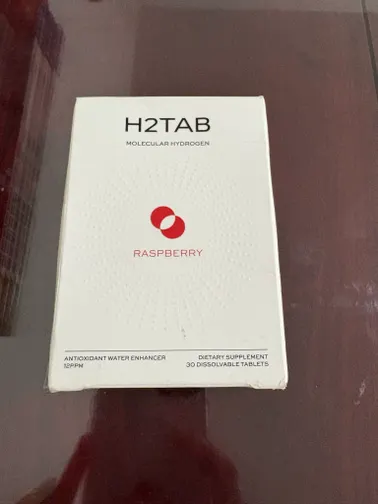 H2TAB
MOLECULAR HYDROGEN
RASPBERRY
ANTIOXIDANT WATER ENHANCER
12PPM
DIETARY SUPPLEMENT
30 DISSOLVABLE TABLETS